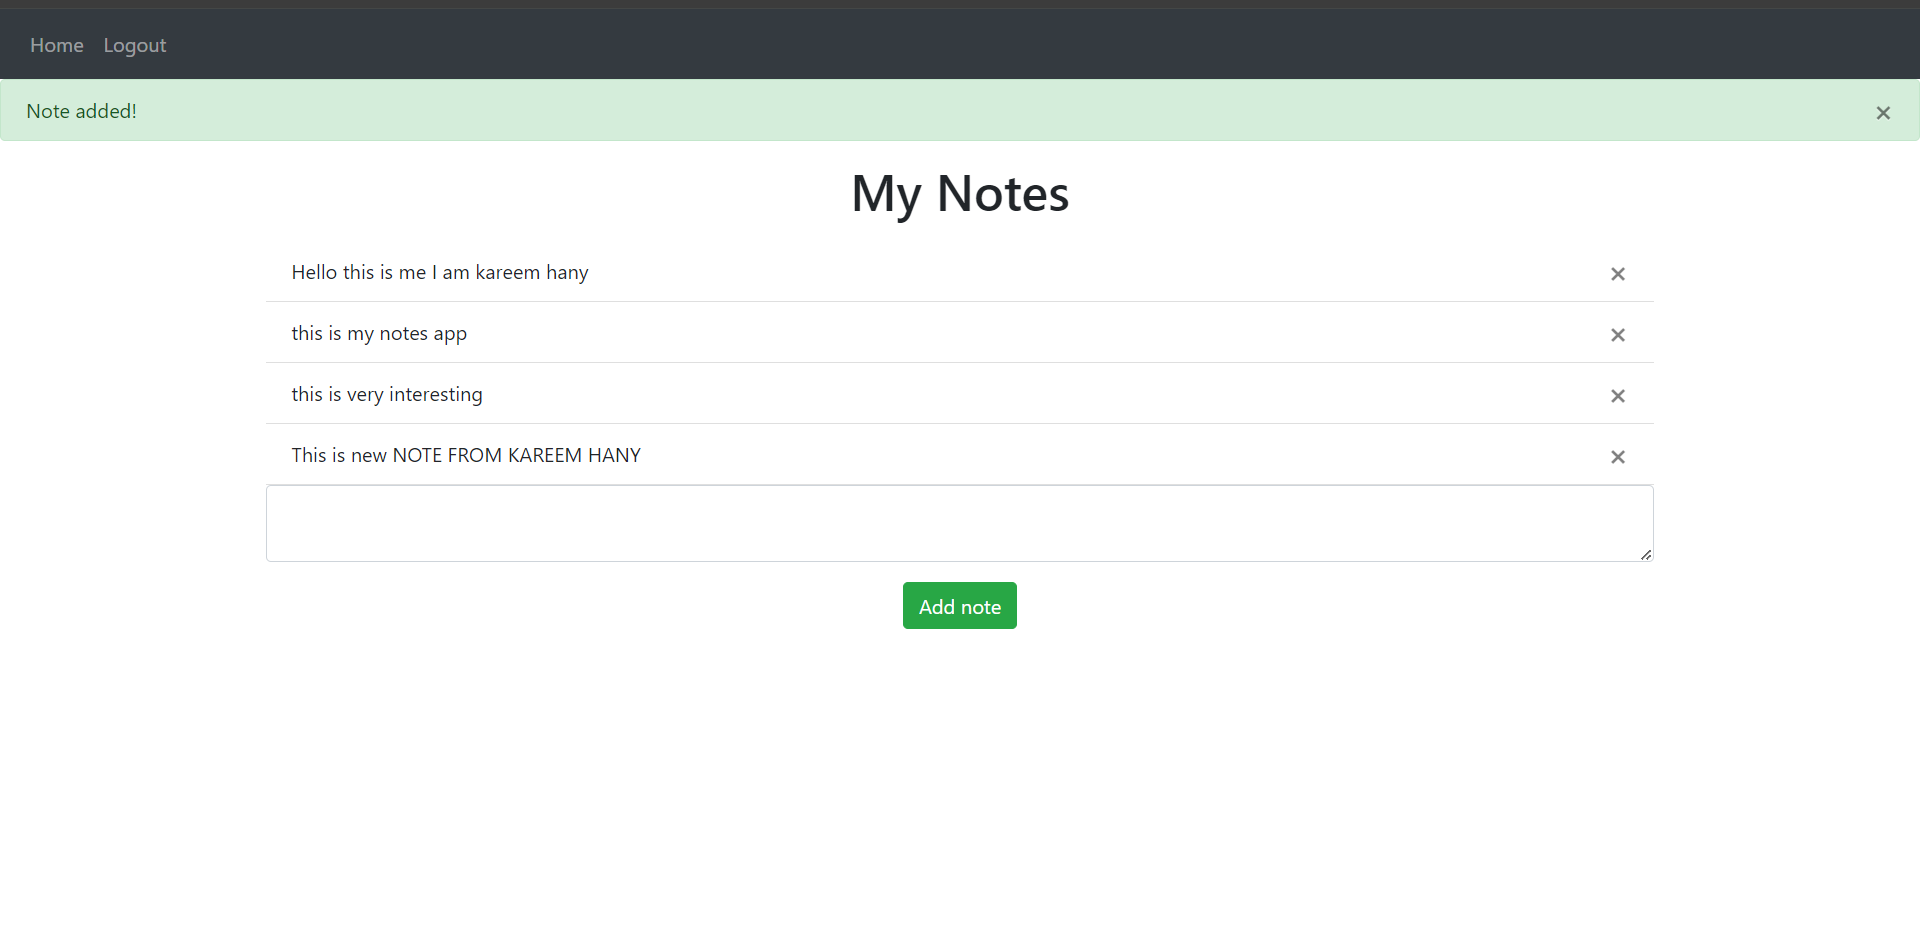 Home Logout
Note added! ×
My Notes
Hello this is me I am kareem hany ×
this is my notes app ×
this is very interesting ×
This is new NOTE FROM KAREEM HANY ×
Add note